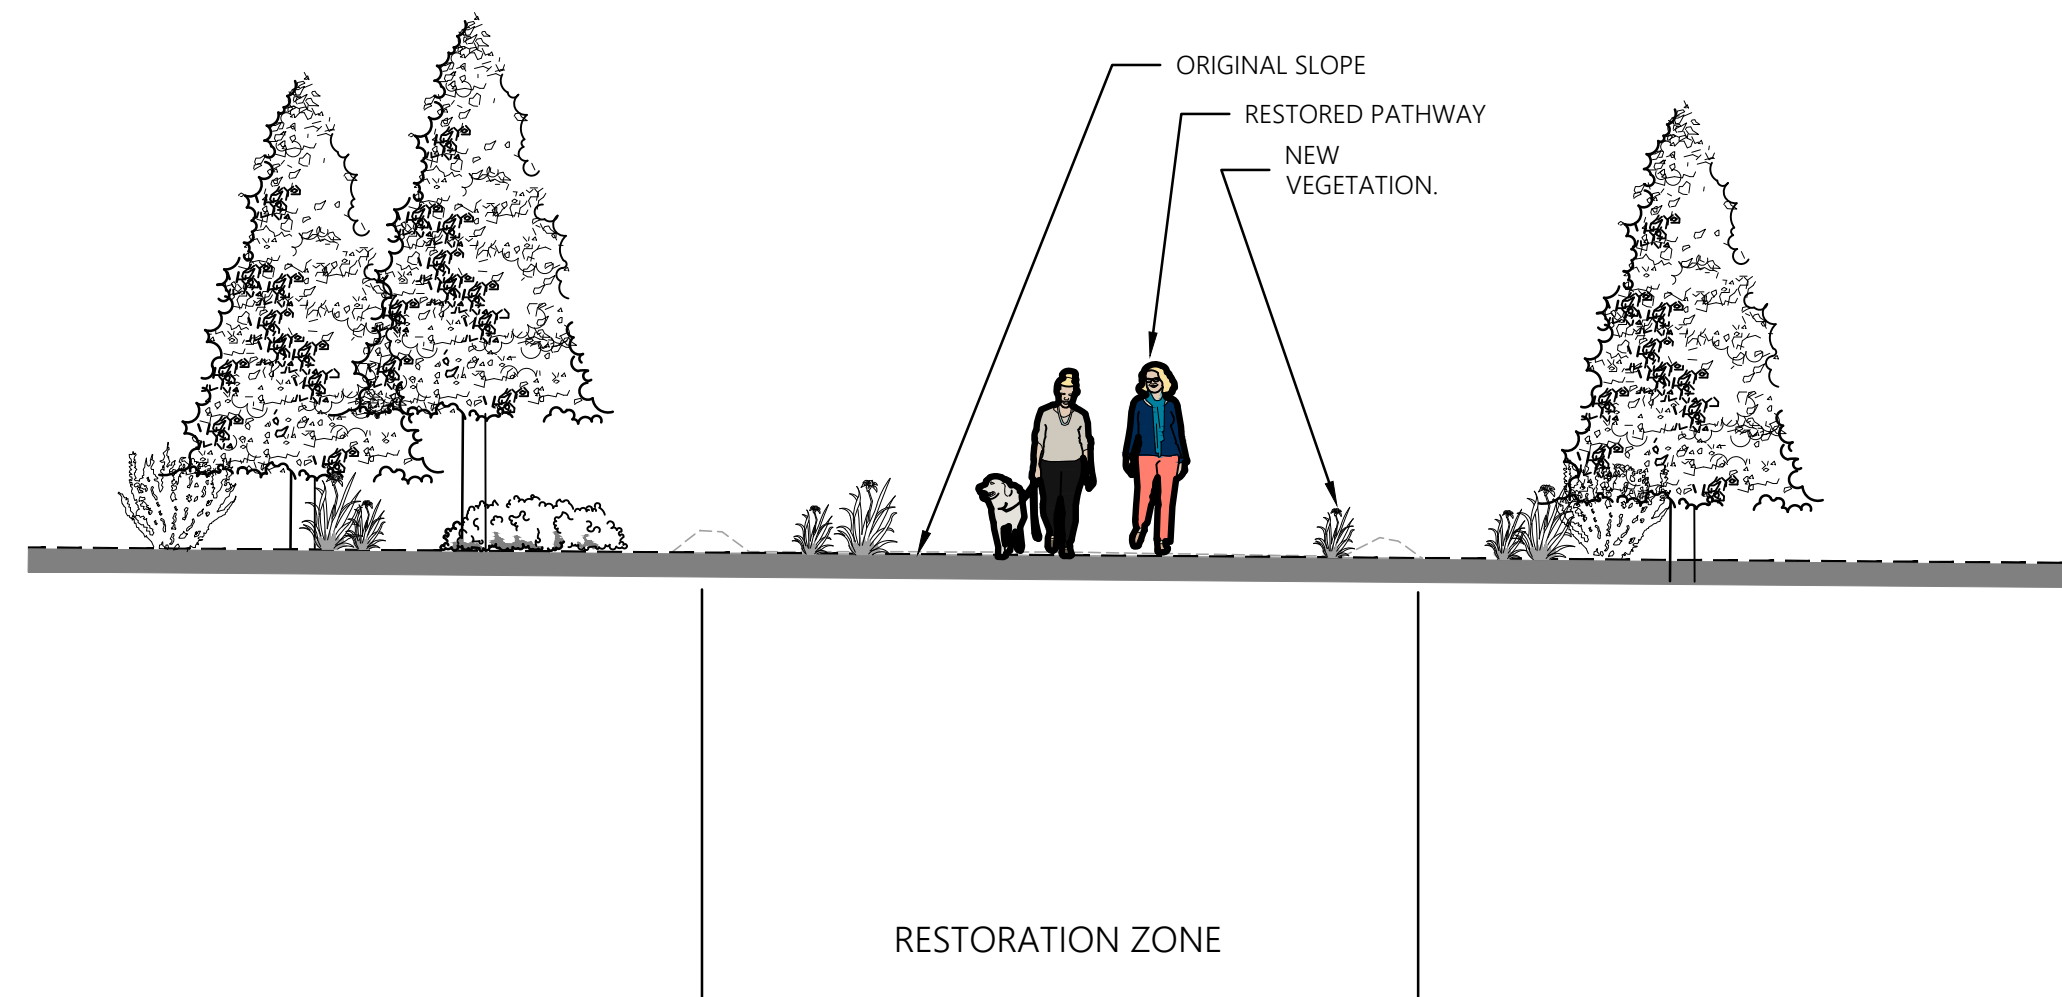 ORIGINAL SLOPE
RESTORED PATHWAY
NEW
VEGETATION.
RESTORATION ZONE